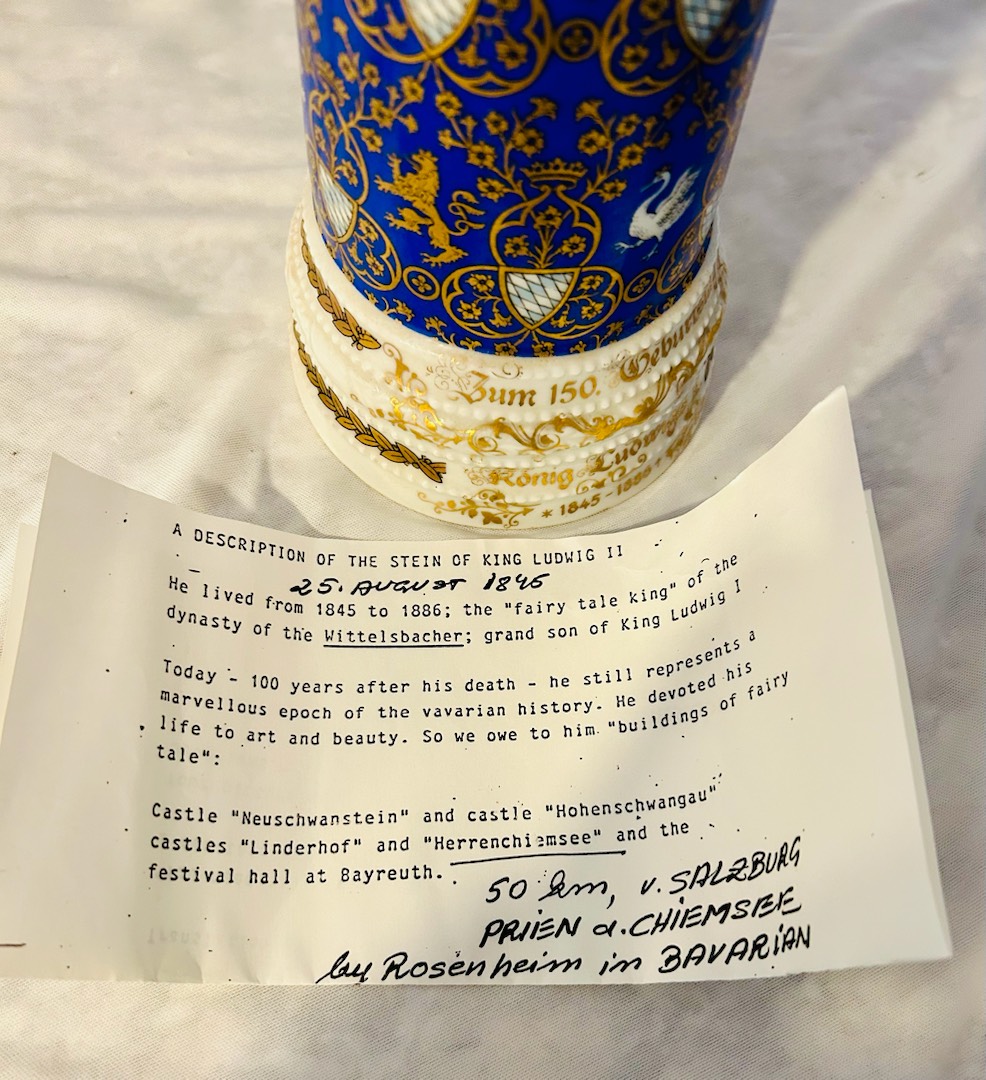 Zum 150.
König Ludwig
* 1845 - 1886
A DESCRIPTION OF THE STEIN OF KING LUDWIG II
25. AUGUST 1845
He lived from 1845 to 1886; the "fairy tale king" of the
dynasty of the Wittelsbacher; grand son of King Ludwig I
Today - 100 years after his death - he still represents a
marvellous epoch of the vavarian history. He devoted his
life to art and beauty. So we owe to him "buildings of fairy
tale":
Castle "Neuschwanstein" and castle "Hohenschwangau"
castles "Linderhof" and "Herrenchiemsee" and the
festival hall at Bayreuth.
50 km, v. SALZBURG
PRIEN a. CHIEMSEE
by Rosenheim in BAVARIAN